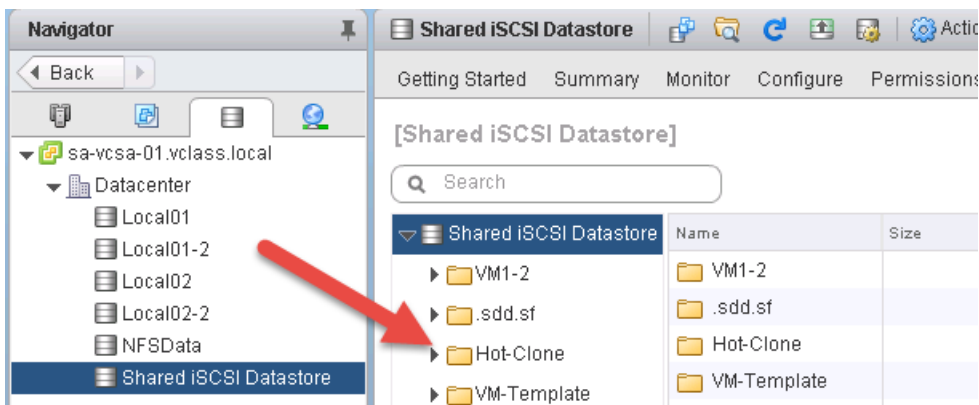 Navigator
Back
sa-vcsa-01.vclass.local
Datacenter
Local01
Local01-2
Local02
Local02-2
NFSData
Shared iSCSI Datastore
Shared iSCSI Datastore
Actio
Getting Started Summary Monitor Configure Permissions
[Shared iSCSI Datastore]
Search
Shared iSCSI Datastore
VM1-2
.sdd.sf
Hot-Clone
VM-Template
Name Size
VM1-2
.sdd.sf
Hot-Clone
VM-Template